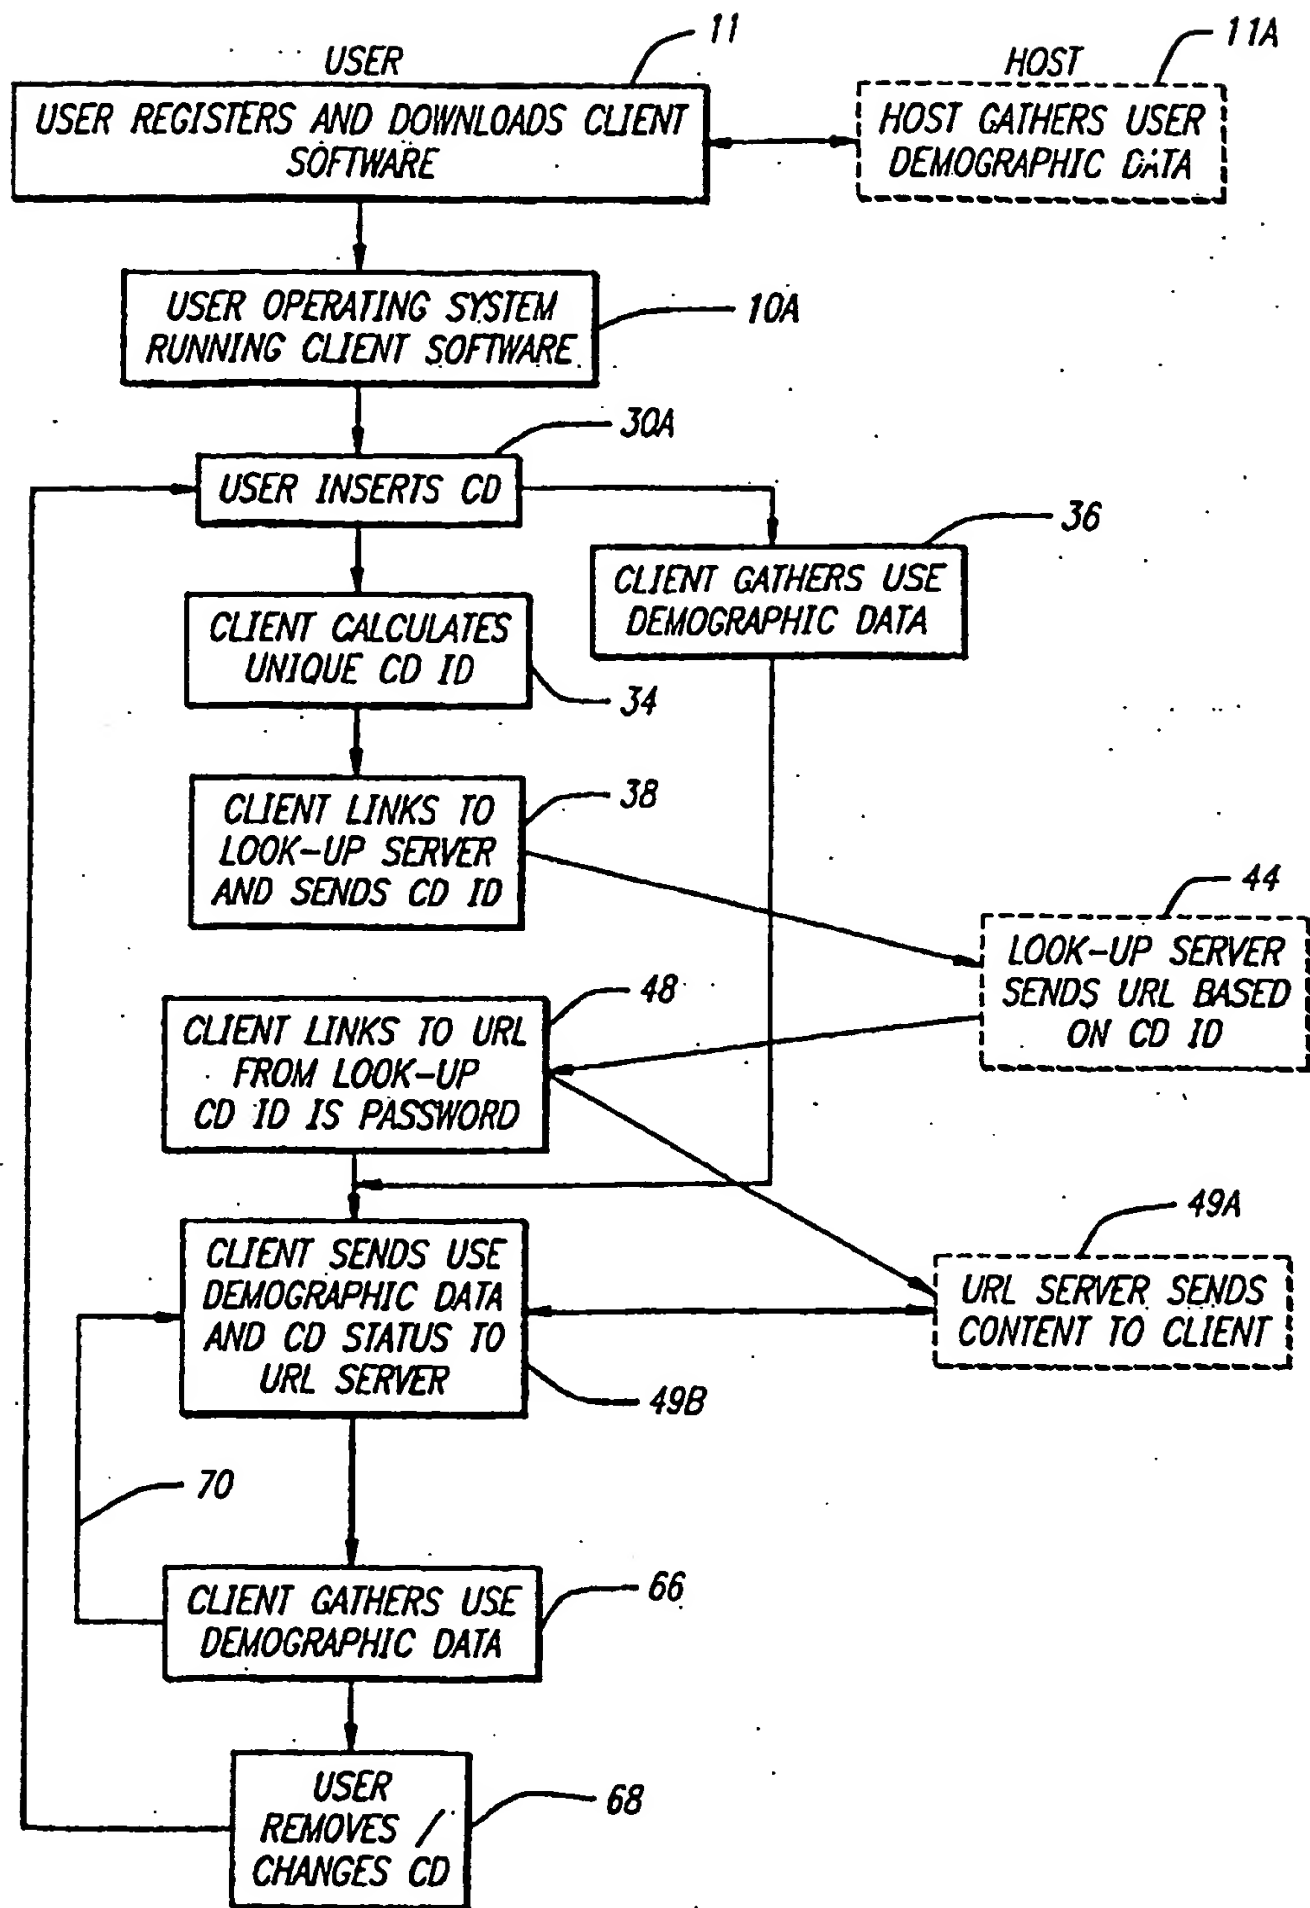 USER
11
HOST
11A
USER REGISTERS AND DOWNLOADS CLIENT
SOFTWARE
HOST GATHERS USER
DEMOGRAPHIC DATA
USER OPERATING SYSTEM
RUNNING CLIENT SOFTWARE
10A
30A
USER INSERTS CD
36
CLIENT GATHERS USE
DEMOGRAPHIC DATA
CLIENT CALCULATES
UNIQUE CD ID
34
CLIENT LINKS TO
LOOK-UP SERVER
AND SENDS CD ID
38
44
LOOK-UP SERVER
SENDS URL BASED
ON CD ID
48
CLIENT LINKS TO URL
FROM LOOK-UP
CD ID IS PASSWORD
49A
CLIENT SENDS USE
DEMOGRAPHIC DATA
AND CD STATUS TO
URL SERVER
URL SERVER SENDS
CONTENT TO CLIENT
49B
70
66
CLIENT GATHERS USE
DEMOGRAPHIC DATA
USER
REMOVES /
CHANGES CD
68